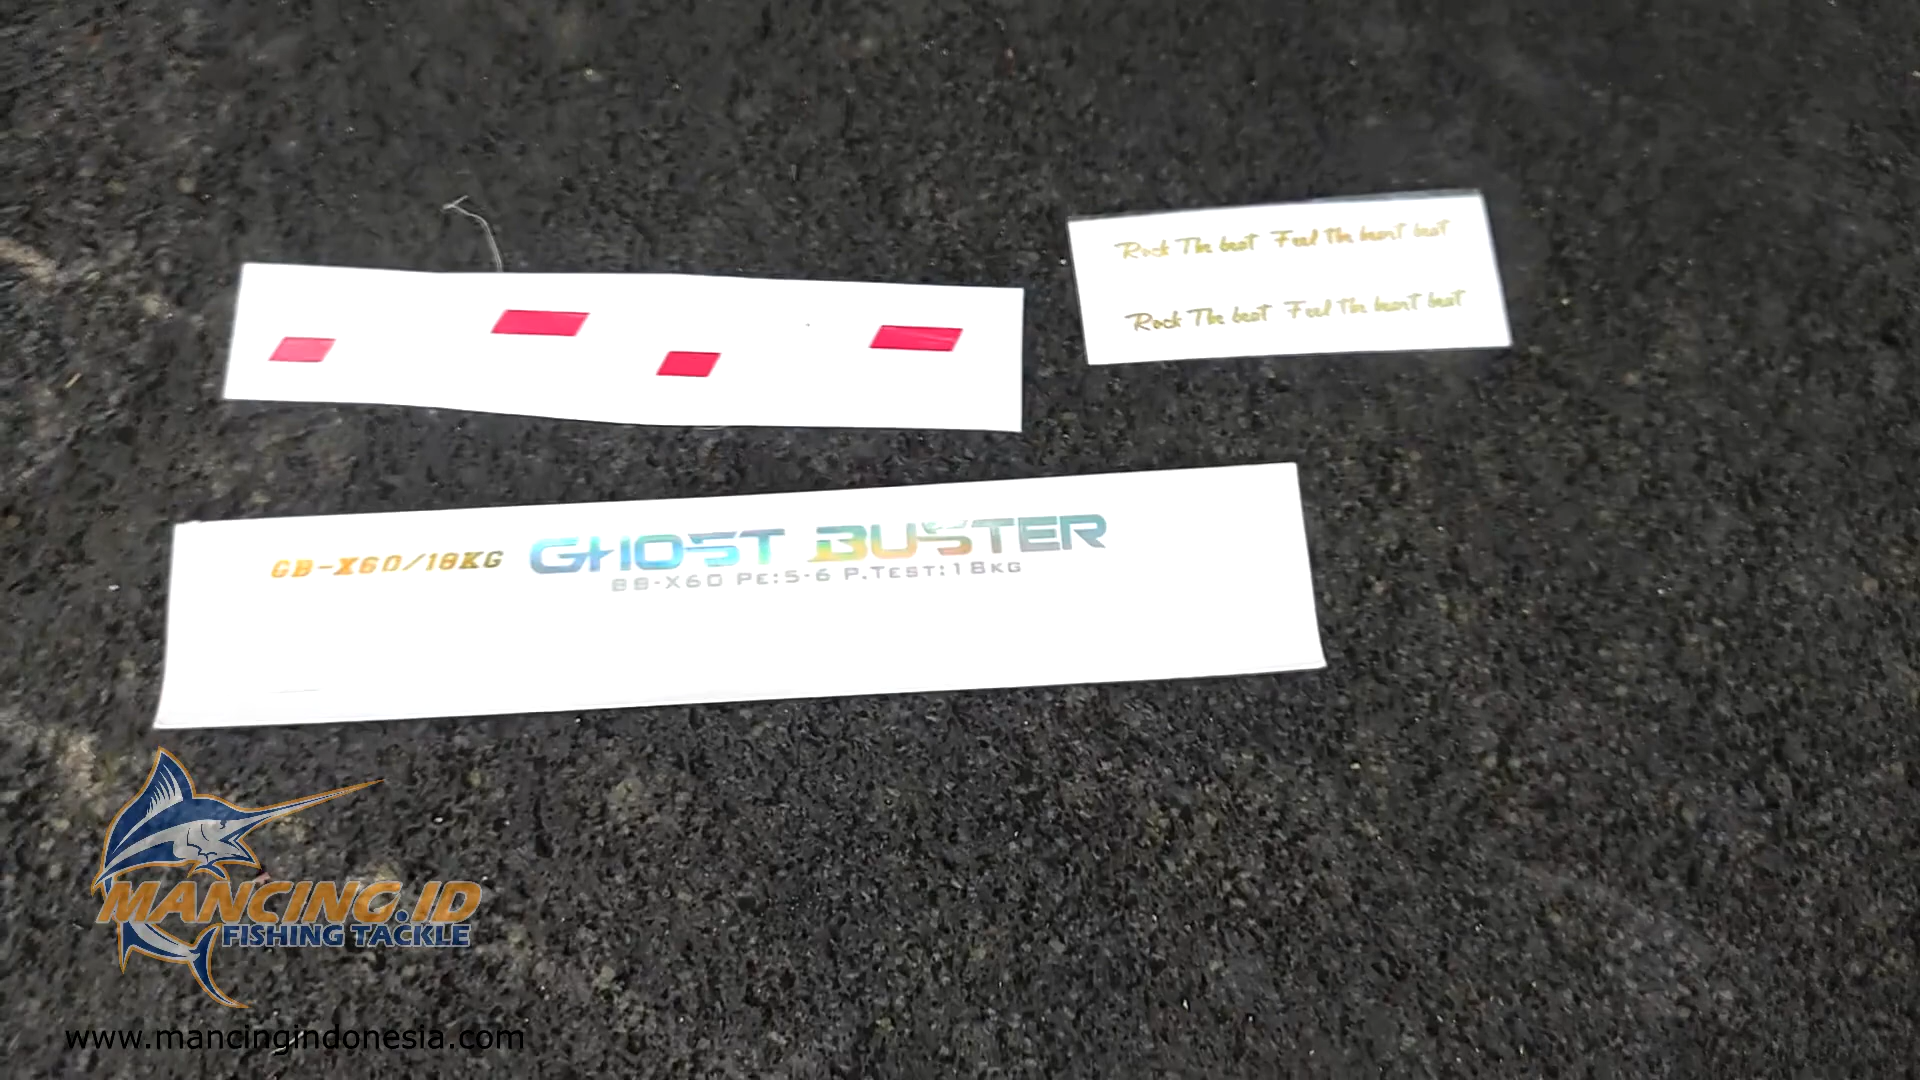 Rock The beat Feel The heart beat
Rock The beat Feel The heart beat
GB-X60/18KG
GHOST BUSTER
GB-X60 PE:5-6 P.TEST:18KG
MANCING.ID
FISHING TACKLE
www.mancingindonesia.com